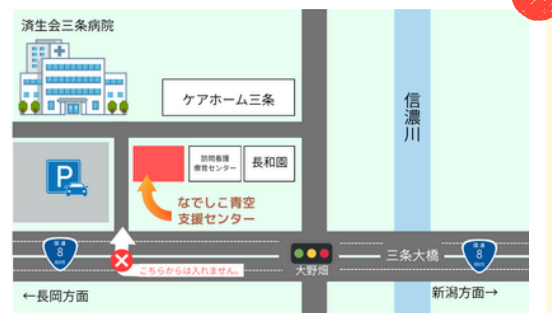 済生会三条病院
ケアホーム三条
信濃川
P
訪問看護
療育センター
長和園
なでしこ青空
支援センター
国道
8
ROUTE
こちらからは入れません。
大野畑
三条大橋
国道
8
ROUTE
←長岡方面
新潟方面→